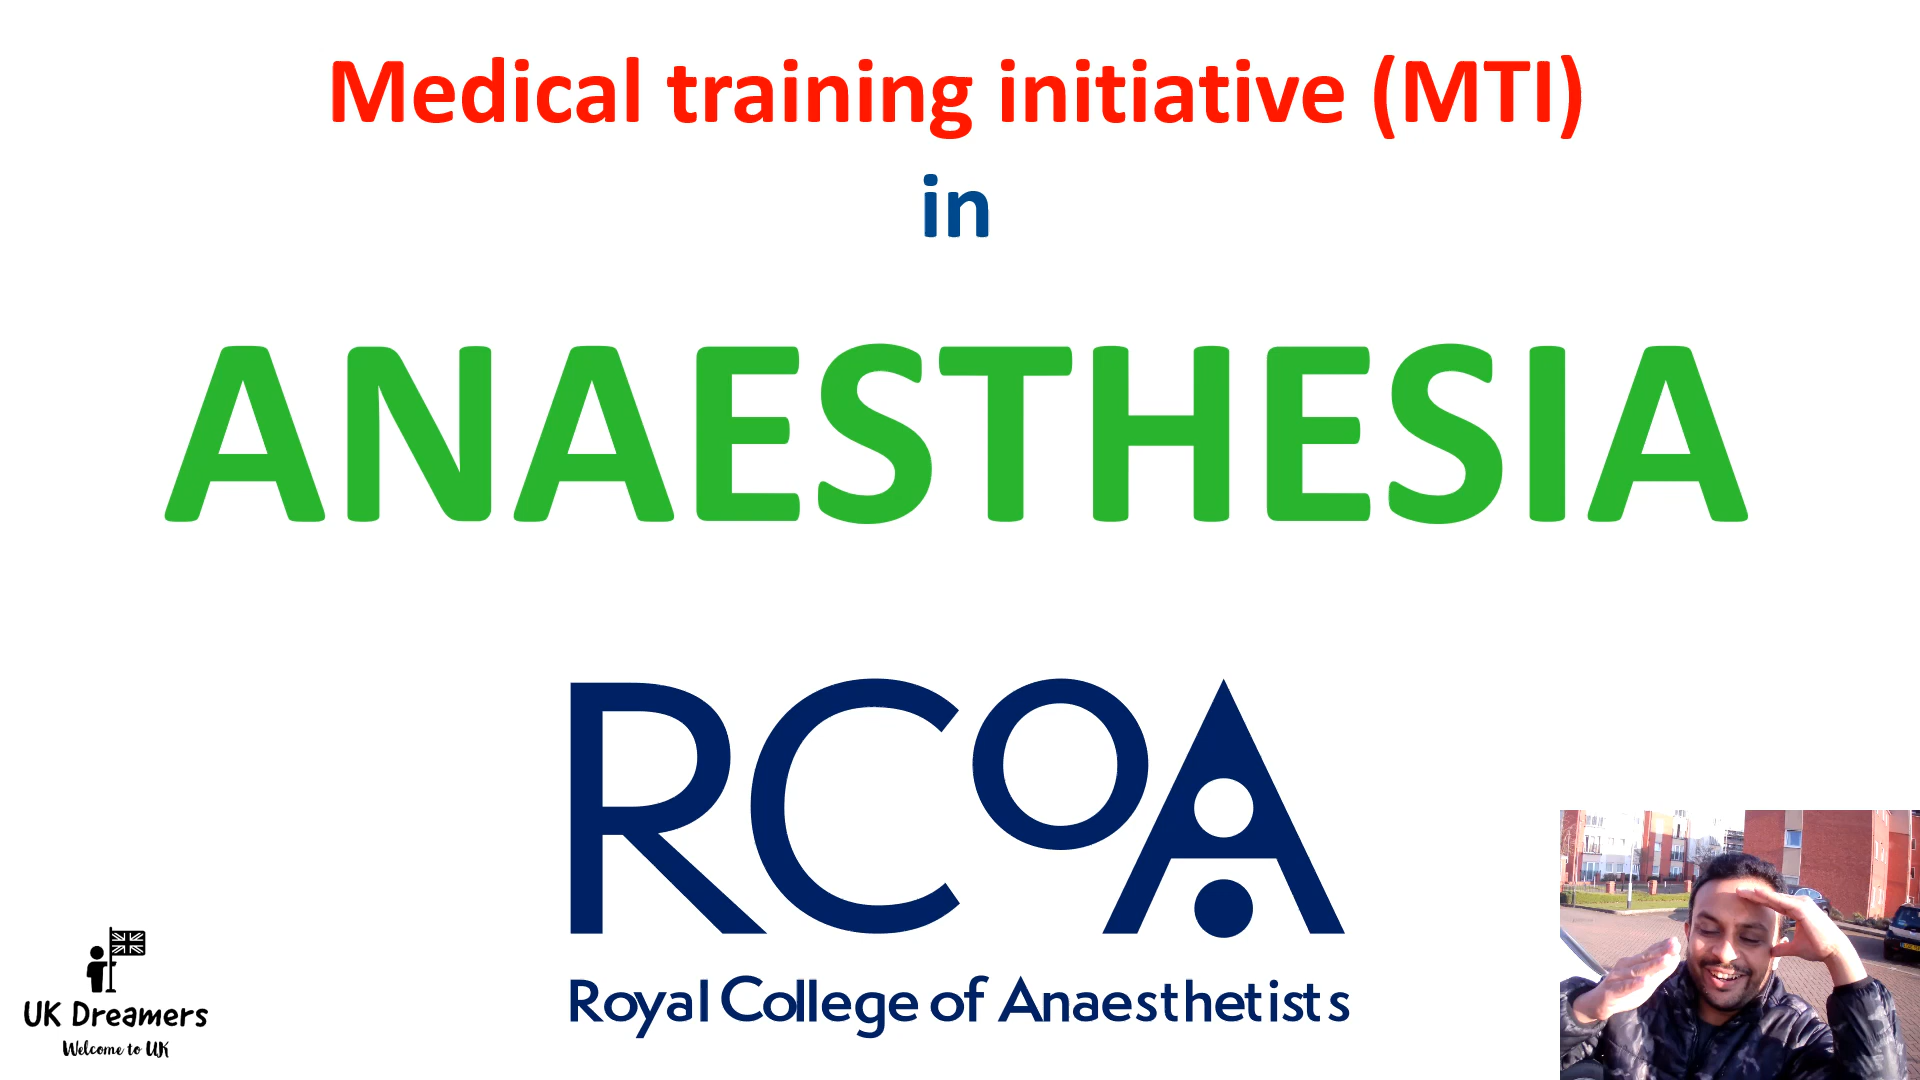 Medical training initiative (MTI)
in
ANAESTHESIA
RCOA
Royal College of Anaesthetists
UK Dreamers
Welcome to UK